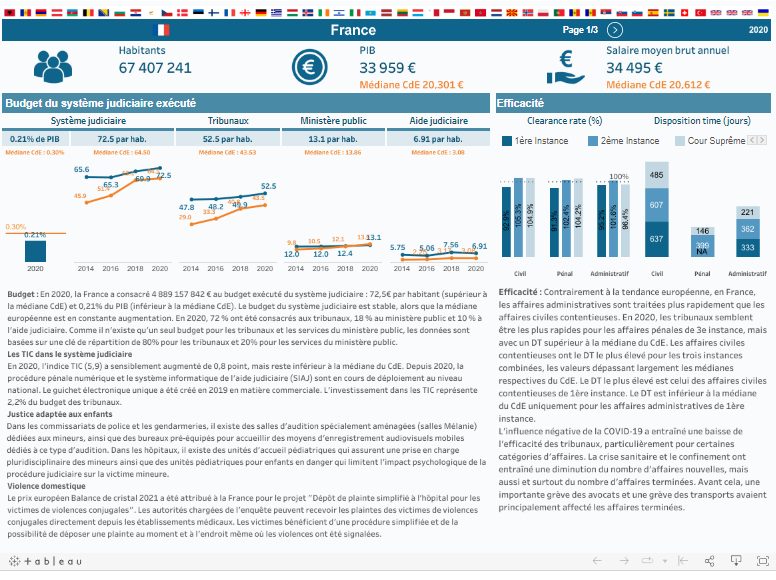 France
Page 1/3
2020
Habitants
67 407 241
PIB
33 959 €
Médiane CdE 20,301 €
Salaire moyen brut annuel
34 495 €
Médiane CdE 20,612 €
Budget du système judiciaire exécuté
Système judiciaire
Tribunaux
Ministère public
Aide judiciaire
0.21% de PIB
72.5 par hab.
52.5 par hab.
13.1 par hab.
6.91 par hab.
Médiane CdE : 0.30%
Médiane CdE : 64.50
Médiane CdE : 43.53
Médiane CdE : 13.86
Médiane CdE : 3.08
0.30%
0.21%
2020
65.6
65.3
69.9
72.5
45.9
51.4
2014 2016 2018 2020
47.8
48.2
49.9
52.5
29.0
33.3
43.5
2014 2016 2018 2020
9.8
10.5
12.5
13.1
12.0
12.0
12.4
2014 2016 2018 2020
5.75
5.06
7.56
6.91
2014 2016 2018 2020
Efficacité
Clearance rate (%)
Disposition time (jours)
1ère Instance
2ème Instance
Cour Suprême
100%
105.3%
104.9%
91.3%
102.4%
104.2%
101.6%
96.4%
Civil
Pénal
Administratif
485
607
637
146
399
NA
221
362
333
Civil
Pénal
Administratif
Budget : En 2020, la France a consacré 4 889 157 842 € au budget exécuté du système judiciaire : 72,5€ par habitant (supérieur à
la médiane CdE) et 0,21% du PIB (inférieur à la médiane CdE). Le budget du système judiciaire est stable, alors que la médiane
européenne est en constante augmentation. En 2020, 72 % ont été consacrés aux tribunaux, 18 % au ministère public et 10 % à
l'aide judiciaire. Comme il n'existe qu'un seul budget pour les tribunaux et les services du ministère public, les données sont
basées sur une clé de répartition de 80% pour les tribunaux et 20% pour les services du ministère public.
Les TIC dans le système judiciaire
En 2020, l'indice TIC (5,9) a sensiblement augmenté de 0,8 point, mais reste inférieur à la médiane du CdE. Depuis 2020, la
procédure pénale numérique et le système informatique de l'aide judiciaire (SIAJ) sont en cours de déploiement au niveau
national. Le guichet électronique unique a été créé en 2019 en matière commerciale. L'investissement dans les TIC représente
2,2% du budget des tribunaux.
Justice adaptée aux enfants
Dans les commissariats de police et les gendarmeries, il existe des salles d'audition spécialement aménagées (salles Mélanie)
dédiées aux mineurs, ainsi que des bureaux pré-équipés pour accueillir des moyens d'enregistrement audiovisuels mobiles
dédiés à ce type d'audition. Dans les hôpitaux, il existe des unités d'accueil pédiatriques qui assurent une prise en charge
pluridisciplinaire des mineurs ainsi que des unités pédiatriques pour enfants en danger qui limitent l'impact psychologique de la
procédure judiciaire sur la victime mineure.
Violence domestique
Le prix européen Balance de cristal 2021 a été attribué à la France pour le projet "Dépôt de plainte simplifié à l'hôpital pour les
victimes de violences conjugales". Les autorités chargées de l'enquête peuvent recevoir les plaintes des victimes de violences
conjugales directement depuis les établissements médicaux. Les victimes bénéficient d'une procédure simplifiée et de la
possibilité de déposer une plainte au moment et à l'endroit même où les violences ont été signalées.
Efficacité : Contrairement à la tendance européenne, en France,
les affaires administratives sont traitées plus rapidement que les
affaires civiles contentieuses. En 2020, les tribunaux semblent
être les plus rapides pour les affaires pénales de 3e instance, mais
avec un DT supérieur à la médiane du CdE. Les affaires civiles
contentieuses ont le DT le plus élevé pour les trois instances
combinées, les valeurs dépassant largement les médianes
respectives du CdE. Le DT le plus élevé est celui des affaires civiles
contentieuses de 1ère instance. Le DT est inférieur à la médiane
du CdE uniquement pour les affaires administratives de 1ère
instance.
L'influence négative de la COVID-19 a entraîné une baisse de
l'efficacité des tribunaux, particulièrement pour certaines
catégories d'affaires. La crise sanitaire et le confinement ont
entraîné une diminution du nombre d'affaires nouvelles, mais
aussi et surtout du nombre d'affaires terminées. Avant cela, une
importante grève des avocats et une grève des transports avaient
principalement affecté les affaires terminées.
+ a b l e a u